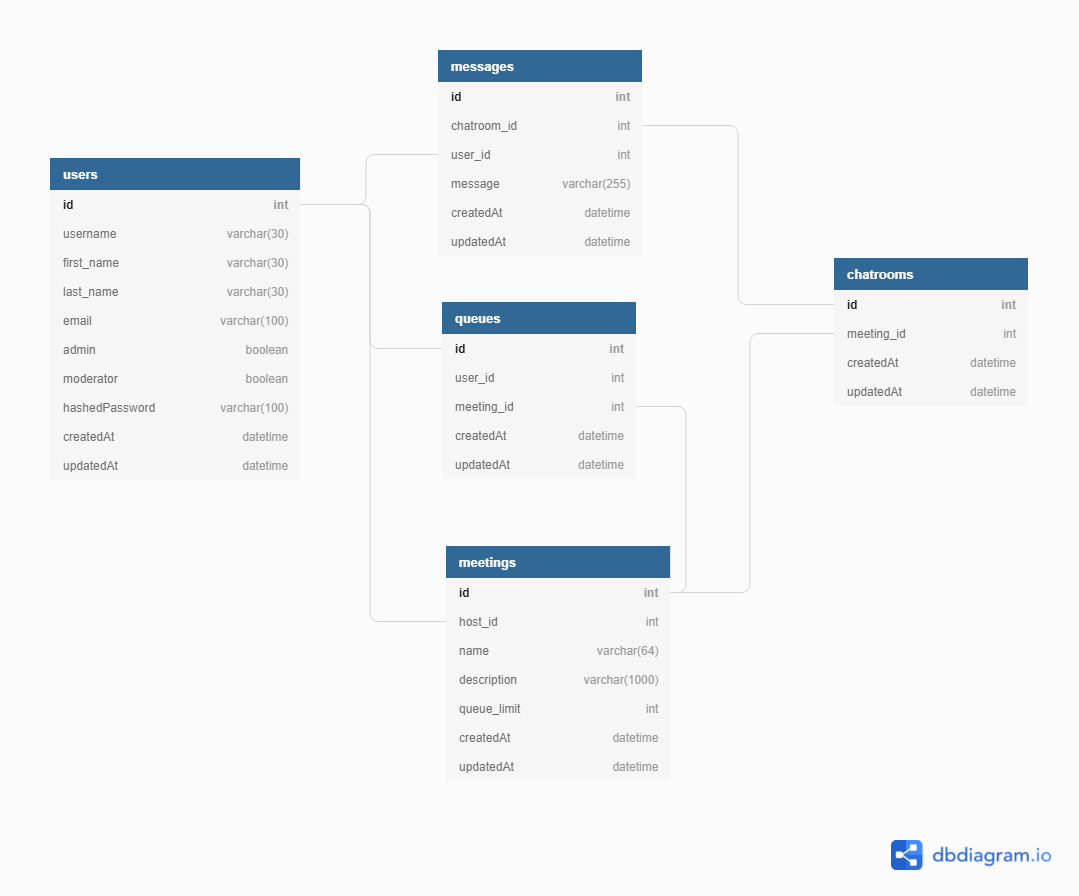 messages
id int
chatroom_id int
user_id int
message varchar(255)
createdAt datetime
updatedAt datetime
users
id int
username varchar(30)
first_name varchar(30)
last_name varchar(30)
email varchar(100)
admin boolean
moderator boolean
hashedPassword varchar(100)
createdAt datetime
updatedAt datetime
queues
id int
user_id int
meeting_id int
createdAt datetime
updatedAt datetime
chatrooms
id int
meeting_id int
createdAt datetime
updatedAt datetime
meetings
id int
host_id int
name varchar(64)
description varchar(1000)
queue_limit int
createdAt datetime
updatedAt datetime
dbdiagram.io